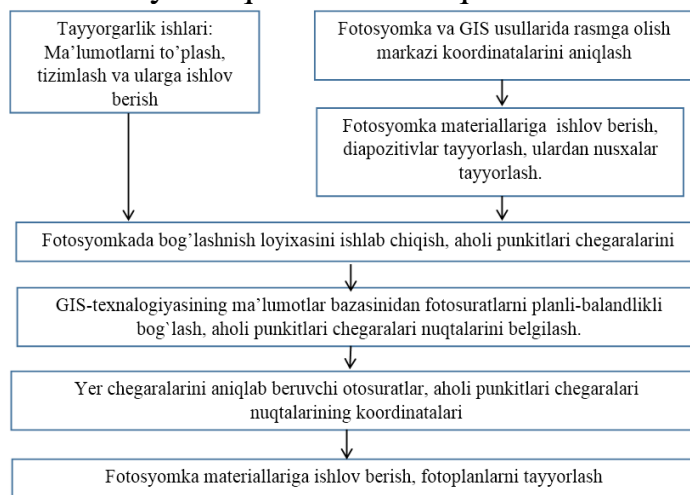 Tayyorgarlik ishlari:
Ma’lumotlarni to’plash,
tizimlash va ularga ishlov
berish
Fotosyomka va GIS usullarida rasmga olish
markazi koordinatalarini aniqlash
Fotosyomka materiallariga ishlov berish,
diapozitivlar tayyorlash, ulardan nusxalar
tayyorlash.
Fotosyomkada bog’lashnish loyixasini ishlab chiqish, aholi punkitlari chegaralarini
GIS-texnalogiyasining ma’lumotlar bazasinidan fotosuratlarni planli-balandlikli
bog`lash, aholi punkitlari chegaralari nuqtalarini belgilash.
Yer chegaralarini aniqlab beruvchi otosuratlar, aholi punkitlari chegaralari
nuqtalarining koordinatalari
Fotosyomka materiallariga ishlov berish, fotoplanlarni tayyorlash